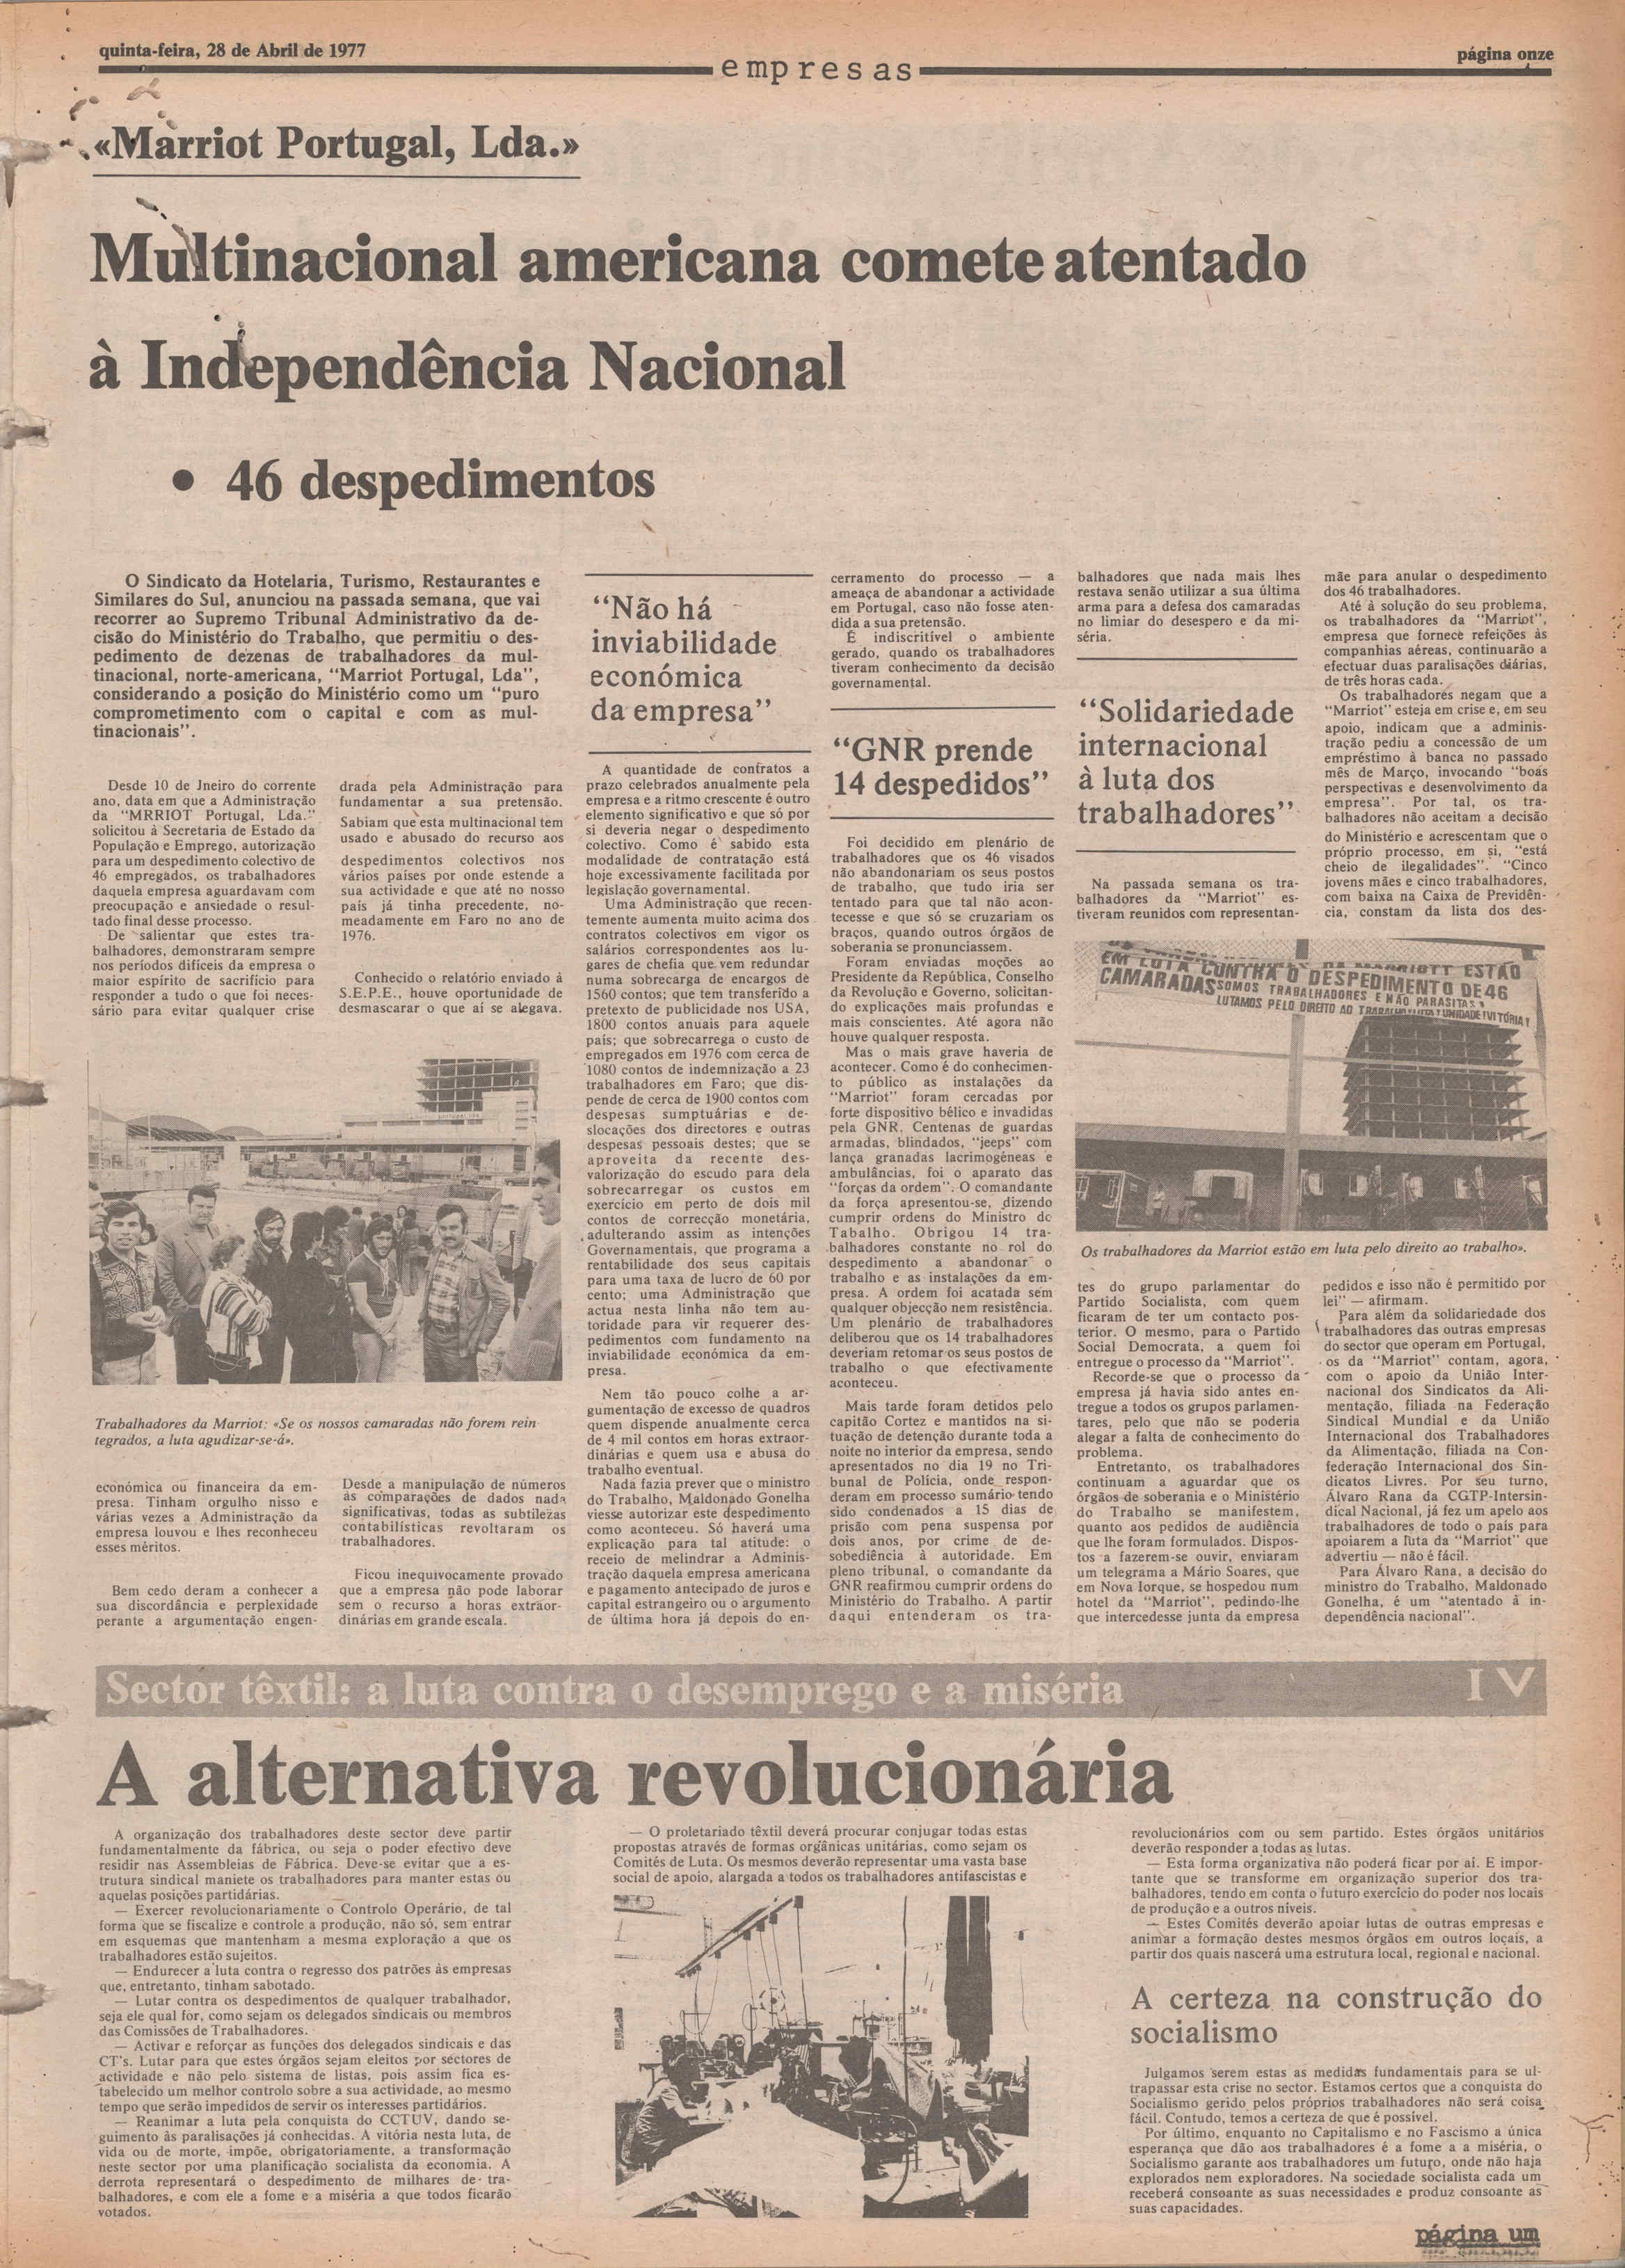 quinta-feira, 28 de Abril de 1977
empresas
página onze
«Marriot Portugal, Lda.»
Multinacional americana comete atentado
à Independência Nacional
• 46 despedimentos
O Sindicato da Hotelaria, Turismo, Restaurantes e
Similares do Sul, anunciou na passada semana, que vai
recorrer ao Supremo Tribunal Administrativo da de-
cisão do Ministério do Trabalho, que permitiu o des-
pedimento de dezenas de trabalhadores da mul-
tinacional, norte-americana, "Marriot Portugal, Lda",
considerando a posição do Ministério como um "puro
comprometimento com o capital e com as mul-
tinacionais".
Desde 10 de Jneiro do corrente
ano, data em que a Administração
da "MRRIOT Portugal, Lda."
solicitou à Secretaria de Estado da
População e Emprego, autorização
para um despedimento colectivo de
46 empregados, os trabalhadores
daquela empresa aguardavam com
preocupação e ansiedade o resul-
tado final desse processo.
De salientar que estes tra-
balhadores, demonstraram sempre
nos períodos difíceis da empresa o
maior espírito de sacrifício para
responder a tudo o que foi neces-
sário para evitar qualquer crise
drada pela Administração para
fundamentar a sua pretensão.
Sabiam que esta multinacional tem
usado e abusado do recurso aos
despedimentos colectivos nos
vários países por onde estende a
sua actividade e que até no nosso
país já tinha precedente, no-
meadamente em Faro no ano de
1976.
Conhecido o relatório enviado à
S.E.P.E., houve oportunidade de
desmascarar o que aí se alegava.
Trabalhadores da Marriot: «Se os nossos camaradas não forem rein
tegrados, a luta agudizar-se-á».
económica ou financeira da em-
presa. Tinham orgulho nisso e
várias vezes a Administração da
empresa louvou e lhes reconheceu
esses méritos.
Bem cedo deram a conhecer a
sua discordância e perplexidade
perante a argumentação engen-
Desde a manipulação de números
às comparações de dados nada
significativas, todas as subtilezas
contabilísticas revoltaram os
trabalhadores.
Ficou inequivocamente provado
que a empresa não pode laborar
sem o recurso a horas extraor-
dinárias em grande escala.
"Não há
inviabilidade
económica
da empresa"
A quantidade de contratos a
prazo celebrados anualmente pela
empresa e a ritmo crescente é outro
elemento significativo e que só por
si deveria negar o despedimento
colectivo. Como é sabido esta
modalidade de contratação está
hoje excessivamente facilitada por
legislação governamental.
Uma Administração que recen-
temente aumenta muito acima dos
contratos colectivos em vigor os
salários correspondentes aos lu-
gares de chefia que vem redundar
numa sobrecarga de encargos de
1560 contos; que tem transferido a
pretexto de publicidade nos USA,
1800 contos anuais para aquele
país; que sobrecarrega o custo de
empregados em 1976 com cerca de
1080 contos de indemnização a 23
trabalhadores em Faro; que dis-
pende de cerca de 1900 contos com
despesas sumptuárias e de-
slocações dos directores e outras
despesas pessoais destes; que se
aproveita da recente des-
valorização do escudo para dela
sobrecarregar os custos em
exercício em perto de dois mil
contos de correcção monetária,
adulterando assim as intenções
Governamentais, que programa a
rentabilidade dos seus capitais
para uma taxa de lucro de 60 por
cento; uma Administração que
actua nesta linha não tem au-
toridade para vir requerer des-
pedimentos com fundamento na
inviabilidade económica da em-
presa.
Nem tão pouco colhe a ar-
gumentação de excesso de quadros
quem dispende anualmente cerca
de 4 mil contos em horas extraor-
dinárias e quem usa e abusa do
trabalho eventual.
Nada fazia prever que o ministro
do Trabalho, Maldonado Gonelha
viesse autorizar este despedimento
como aconteceu. Só haverá uma
explicação para tal atitude: o
receio de melindrar a Adminis-
tração daquela empresa americana
e pagamento antecipado de juros e
capital estrangeiro ou o argumento
de última hora já depois do en-
cerramento do processo — a
ameaça de abandonar a actividade
em Portugal, caso não fosse aten-
dida a sua pretensão.
É indiscritível o ambiente
gerado, quando os trabalhadores
tiveram conhecimento da decisão
governamental.
"GNR prende
14 despedidos"
Foi decidido em plenário de
trabalhadores que os 46 visados
não abandonariam os seus postos
de trabalho, que tudo iria ser
tentado para que tal não acon-
tecesse e que só se cruzariam os
braços, quando outros órgãos de
soberania se pronunciassem.
Foram enviadas moções ao
Presidente da República, Conselho
da Revolução e Governo, solicitan-
do explicações mais profundas e
mais conscientes. Até agora não
houve qualquer resposta.
Mas o mais grave haveria de
acontecer. Como é do conhecimen-
to público as instalações da
"Marriot" foram cercadas por
forte dispositivo bélico e invadidas
pela GNR. Centenas de guardas
armadas, blindados, "jeeps" com
lança granadas lacrimogéneas e
ambulâncias, foi o aparato das
"forças da ordem". O comandante
da força apresentou-se, dizendo
cumprir ordens do Ministro de
Tabalho. Obrigou 14 tra-
balhadores constante no rol do
despedimento a abandonar o
trabalho e as instalações da em-
presa. A ordem foi acatada sem
qualquer objecção nem resistência.
Um plenário de trabalhadores
deliberou que os 14 trabalhadores
deveriam retomar os seus postos de
trabalho o que efectivamente
aconteceu.
Mais tarde foram detidos pelo
capitão Cortez e mantidos na si-
tuação de detenção durante toda a
noite no interior da empresa, sendo
apresentados no dia 19 no Tri-
bunal de Polícia, onde respon-
deram em processo sumário tendo
sido condenados a 15 dias de
prisão com pena suspensa por
dois anos, por crime de de-
sobediência à autoridade. Em
pleno tribunal, o comandante da
GNR reafirmou cumprir ordens do
Ministério do Trabalho. A partir
daqui entenderam os tra-
balhadores que nada mais lhes
restava senão utilizar a sua última
arma para a defesa dos camaradas
no limiar do desespero e da mi-
séria.
"Solidariedade
internacional
à luta dos
trabalhadores"
Na passada semana os tra-
balhadores da "Marriot" es-
tiveram reunidos com representan-
mãe para anular o despedimento
dos 46 trabalhadores.
Até à solução do seu problema,
os trabalhadores da "Marriot",
empresa que fornece refeições às
companhias aéreas, continuarão a
efectuar duas paralisações diárias,
de três horas cada.
Os trabalhadores negam que a
"Marriot" esteja em crise e, em seu
apoio, indicam que a adminis-
tração pediu a concessão de um
empréstimo à banca no passado
mês de Março, invocando "boas
perspectivas e desenvolvimento da
empresa". Por tal, os tra-
balhadores não aceitam a decisão
do Ministério e acrescentam que o
próprio processo, em si, "está
cheio de ilegalidades". "Cinco
jovens mães e cinco trabalhadores,
com baixa na Caixa de Previdên-
cia, constam da lista dos des-
EM LUTA CONTRA O DESPEDIMENTO DE 46
CAMARADAS SOMOS TRABALHADORES E NÃO PARASITAS
LUTAMOS PELO DIREITO AO TRABALHO UNIDADE! VITÓRIA!
Os trabalhadores da Marriot estão em luta pelo direito ao trabalho».
tes do grupo parlamentar do
Partido Socialista, com quem
ficaram de ter um contacto pos-
terior. O mesmo, para o Partido
Social Democrata, a quem foi
entregue o processo da "Marriot".
Recorde-se que o processo da
empresa já havia sido antes en-
tregue a todos os grupos parlamen-
tares, pelo que não se poderia
alegar a falta de conhecimento do
problema.
Entretanto, os trabalhadores
continuam a aguardar que os
órgãos de soberania e o Ministério
do Trabalho se manifestem,
quanto aos pedidos de audiência
que lhe foram formulados. Dispos-
tos a fazerem-se ouvir, enviaram
um telegrama a Mário Soares, que
em Nova Iorque, se hospedou num
hotel da "Marriot", pedindo-lhe
que intercedesse junta da empresa
pedidos e isso não é permitido por
lei" — afirmam.
Para além da solidariedade dos
trabalhadores das outras empresas
do sector que operam em Portugal,
os da "Marriot" contam, agora,
com o apoio da União Inter-
nacional dos Sindicatos da Ali-
mentação, filiada na Federação
Sindical Mundial e da União
Internacional dos Trabalhadores
da Alimentação, filiada na Con-
federação Internacional dos Sin-
dicatos Livres. Por seu turno,
Álvaro Rana da CGTP-Intersin-
dical Nacional, já fez um apelo aos
trabalhadores de todo o país para
apoiarem a luta da "Marriot" que
advertiu — não é fácil.
Para Álvaro Rana, a decisão do
ministro do Trabalho, Maldonado
Gonelha, é um "atentado à in-
dependência nacional".
Sector têxtil: a luta contra o desemprego e a miséria IV
A alternativa revolucionária
A organização dos trabalhadores deste sector deve partir
fundamentalmente da fábrica, ou seja o poder efectivo deve
residir nas Assembleias de Fábrica. Deve-se evitar que a es-
trutura sindical maniete os trabalhadores para manter estas ou
aquelas posições partidárias.
— Exercer revolucionariamente o Controlo Operário, de tal
forma que se fiscalize e controle a produção, não só, sem entrar
em esquemas que mantenham a mesma exploração a que os
trabalhadores estão sujeitos.
— Endurecer a luta contra o regresso dos patrões às empresas
que, entretanto, tinham sabotado.
— Lutar contra os despedimentos de qualquer trabalhador,
seja ele qual for, como sejam os delegados sindicais ou membros
das Comissões de Trabalhadores.
— Activar e reforçar as funções dos delegados sindicais e das
CT's. Lutar para que estes órgãos sejam eleitos por sectores de
actividade e não pelo sistema de listas, pois assim fica es-
tabelecido um melhor controlo sobre a sua actividade, ao mesmo
tempo que serão impedidos de servir os interesses partidários.
— Reanimar a luta pela conquista do CCTUV, dando se-
guimento às paralisações já conhecidas. A vitória nesta luta, de
vida ou de morte, impõe, obrigatoriamente, a transformação
neste sector por uma planificação socialista da economia. A
derrota representará o despedimento de milhares de tra-
balhadores, e com ele a fome e a miséria a que todos ficarão
votados.
— O proletariado têxtil deverá procurar conjugar todas estas
propostas através de formas orgânicas unitárias, como sejam os
Comités de Luta. Os mesmos deverão representar uma vasta base
social de apoio, alargada a todos os trabalhadores antifascistas e
revolucionários com ou sem partido. Estes órgãos unitários
deverão responder a todas as lutas.
— Esta forma organizativa não poderá ficar por aí. E impor-
tante que se transforme em organização superior dos tra-
balhadores, tendo em conta o futuro exercício do poder nos locais
de produção e a outros níveis.
— Estes Comités deverão apoiar lutas de outras empresas e
animar a formação destes mesmos órgãos em outros locais, a
partir dos quais nascerá uma estrutura local, regional e nacional.
A certeza na construção do
socialismo
Julgamos serem estas as medidas fundamentais para se ul-
trapassar esta crise no sector. Estamos certos que a conquista do
Socialismo gerido pelos próprios trabalhadores não será coisa
fácil. Contudo, temos a certeza de que é possível.
Por último, enquanto no Capitalismo e no Fascismo a única
esperança que dão aos trabalhadores é a fome a a miséria, o
Socialismo garante aos trabalhadores um futuro, onde não haja
explorados nem exploradores. Na sociedade socialista cada um
receberá consoante as suas necessidades e produz consoante as
suas capacidades.
página um